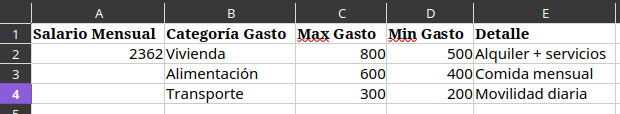 A B C D E
1 Salario Mensual Categoría Gasto Max Gasto Min Gasto Detalle
2 2362 Vivienda 800 500 Alquiler + servicios
3 Alimentación 600 400 Comida mensual
4 Transporte 300 200 Movilidad diaria